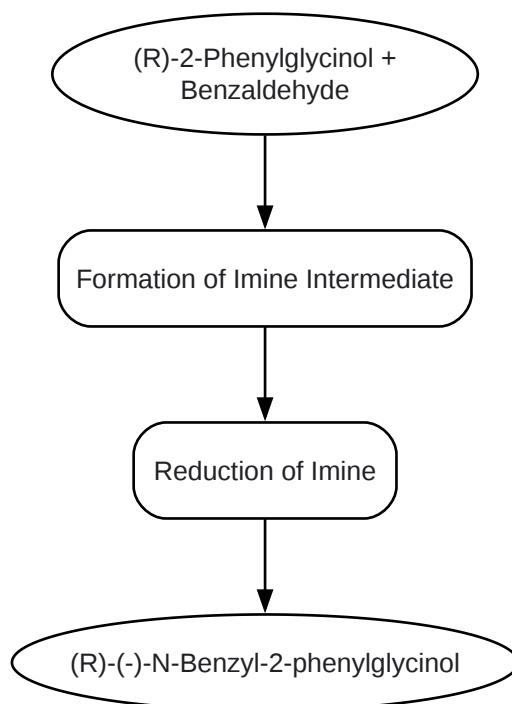 (R)-2-Phenylglycinol +
Benzaldehyde
Formation of Imine Intermediate
Reduction of Imine
(R)-(-)-N-Benzyl-2-phenylglycinol